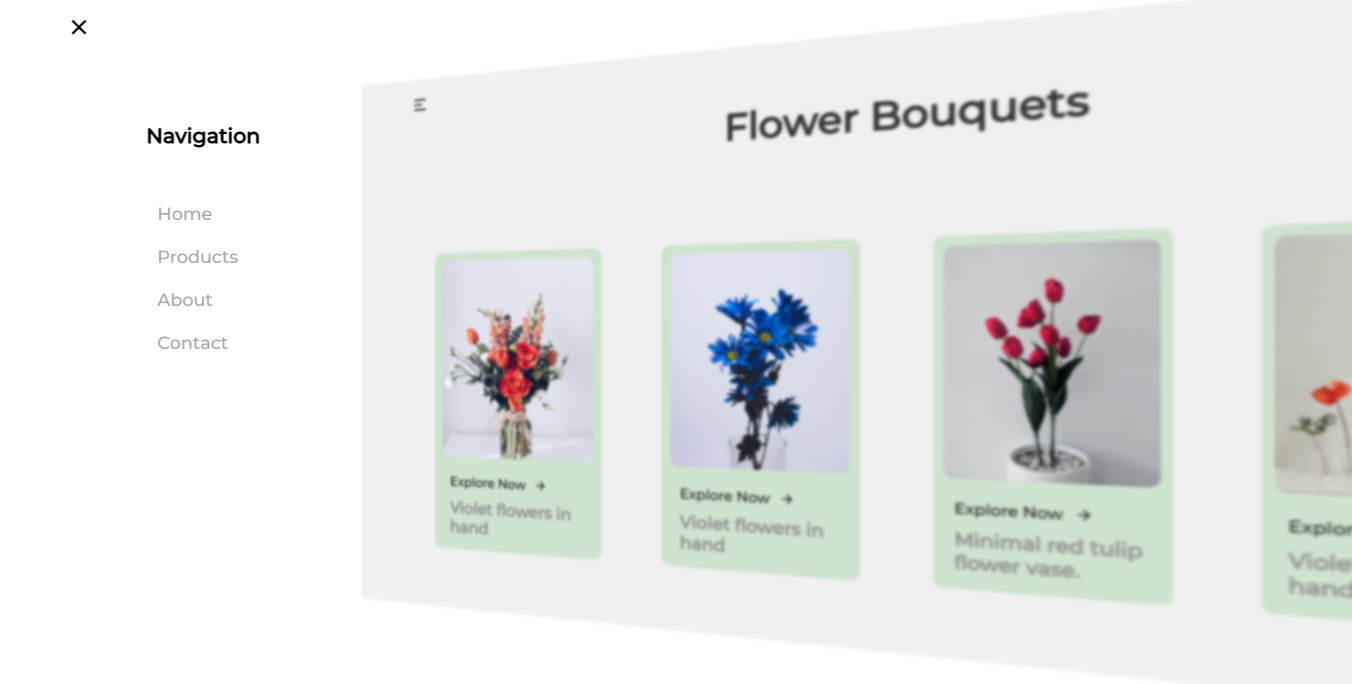 Navigation
Home
Products
About
Contact
Flower Bouquets
Explore Now
Violet flowers in
hand
Explore Now
Violet flowers in
hand
Explore Now
Minimal red tulip
flower vase.
hand